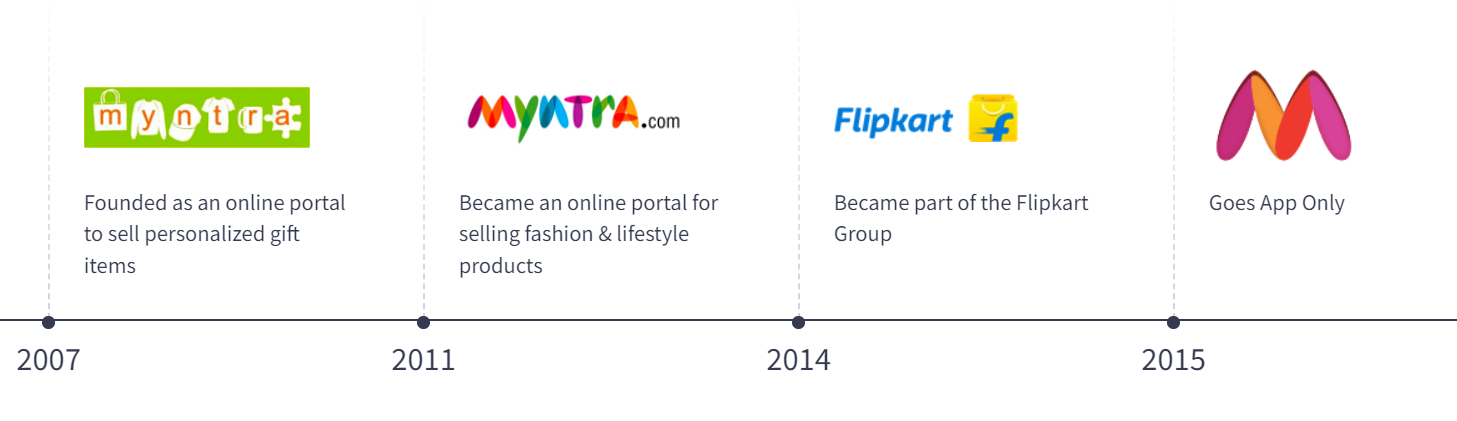 myntra
Founded as an online portal
to sell personalized gift
items
2007
MYNTRA.com
Became an online portal for
selling fashion & lifestyle
products
2011
Flipkart
Became part of the Flipkart
Group
2014
Goes App Only
2015